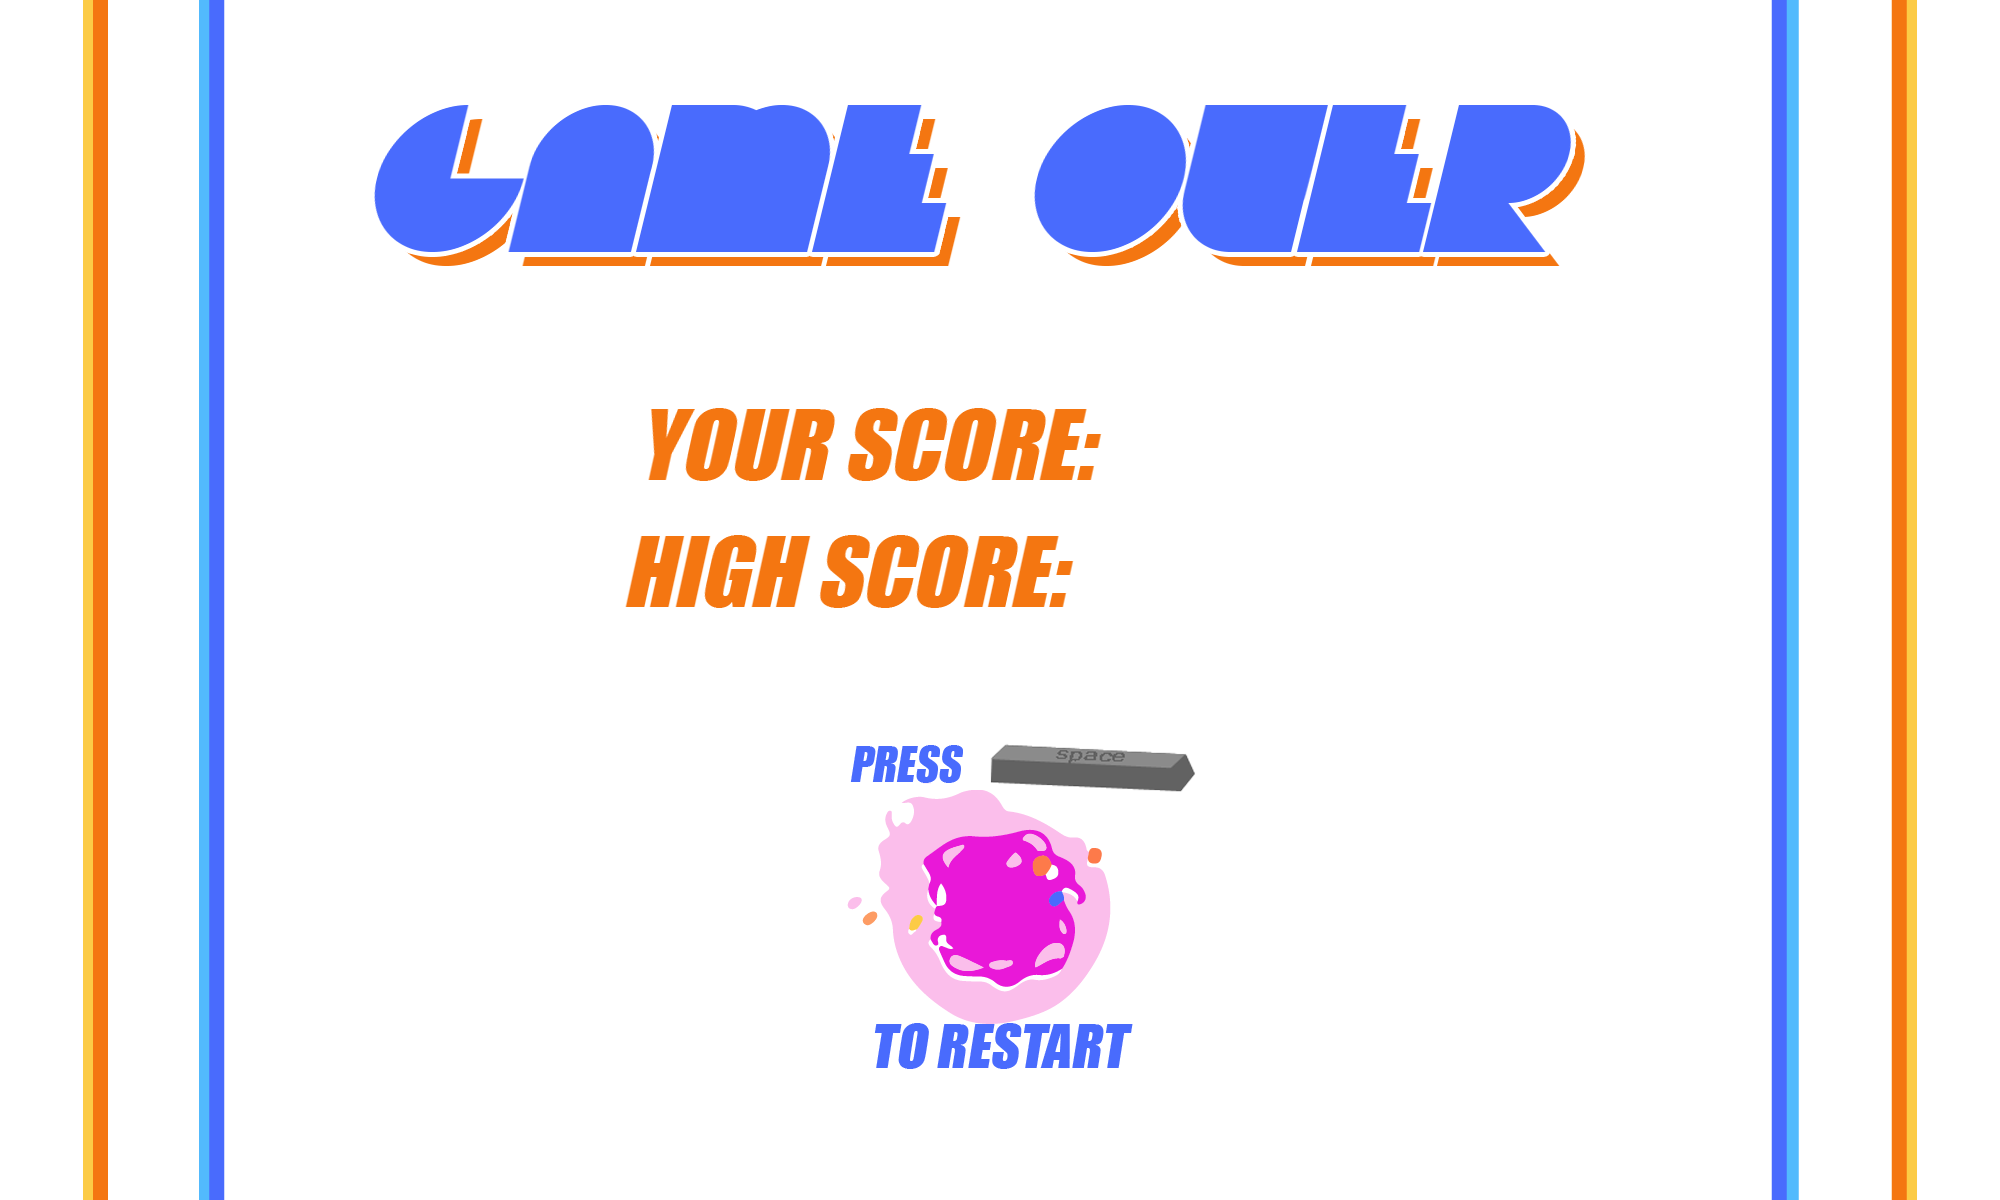 GAME OVER
YOUR SCORE:
HIGH SCORE:
PRESS space
TO RESTART